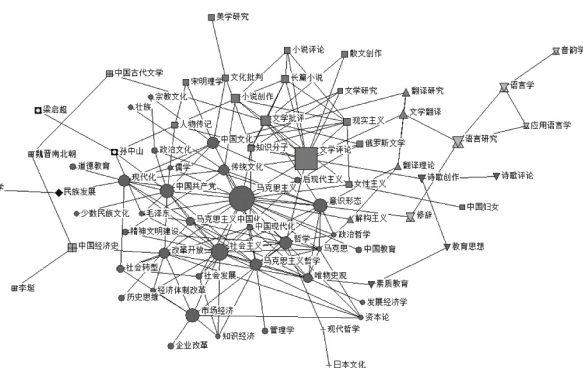 美学研究
小说评论
散文创作
音韵学
中国古代文学
宋明理学
文化批判
长篇小说
语言学
宗教文化
小说创作
文学研究
翻译研究
梁启超
壮族
人物传记
文学批评
现实主义
文学翻译
应用语言学
孙中山
政治文化
中国文化
知识分子
文学评论
俄罗斯文学
语言研究
魏晋南北朝
道德教育
儒学
传统文化
后现代主义
翻译理论
诗歌创作
诗歌评论
学
民族发展
现代化
中国共产党
马克思主义
女性主义
意识形态
少数民族文化
毛泽东
马克思主义中国化
中国现代化
解构主义
修辞
中国妇女
精神文明建设
政治哲学
中国经济史
改革开放
社会主义
哲学
马克思
中国教育
教育思想
社会转型
社会发展
马克思主义哲学
唯物史观
素质教育
李埏
历史思维
经济体制改革
发展经济学
市场经济
资本论
知识经济
管理学
现代哲学
企业改革
日本文化